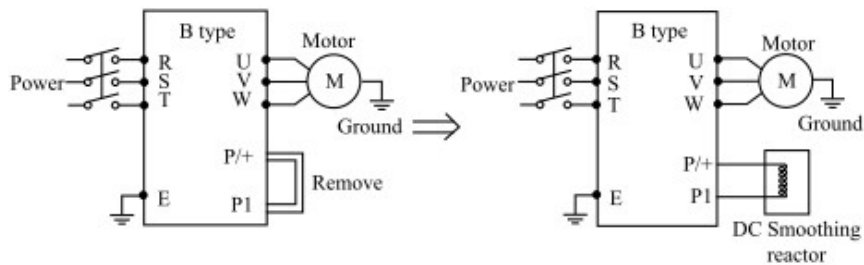 B type
Motor
Power
R
S
T
U
V
W
M
Ground
P/+
P1
Remove
E
B type
Motor
Power
R
S
T
U
V
W
M
Ground
P/+
P1
E
DC Smoothing
reactor